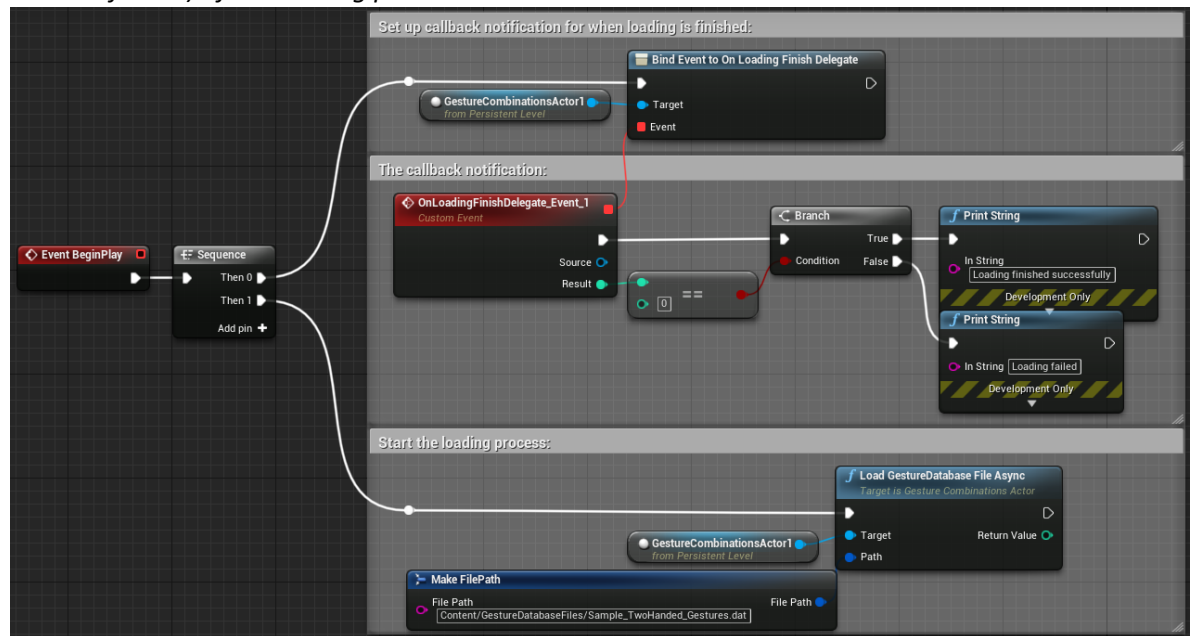 Set up callback notification for when loading is finished:
Bind Event to On Loading Finish Delegate
GestureCombinationsActor1
from Persistent Level
Target
Event
The callback notification:
OnLoadingFinishDelegate_Event_1
Custom Event
Source
Result
==
0
Branch
True
Condition
False
Print String
In String
Loading finished successfully
Development Only
Print String
In String Loading failed
Development Only
Event BeginPlay
Sequence
Then 0
Then 1
Add pin +
Start the loading process:
Load GestureDatabase File Async
Target is Gesture Combinations Actor
Target
Return Value
Path
GestureCombinationsActor1
from Persistent Level
Make FilePath
File Path
File Path
Content/GestureDatabaseFiles/Sample_TwoHanded_Gestures.dat